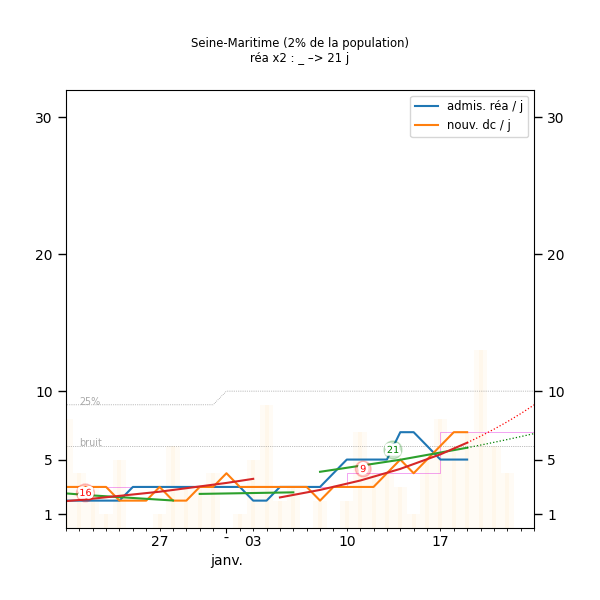 Seine-Maritime (2% de la population)
réa x2 : _ –> 21 j
admis. réa / j
nouv. dc / j
30 30
20 20
10 10
25%
bruit
21
5 5
9
16
1 1
27 - 03 10 17
janv.